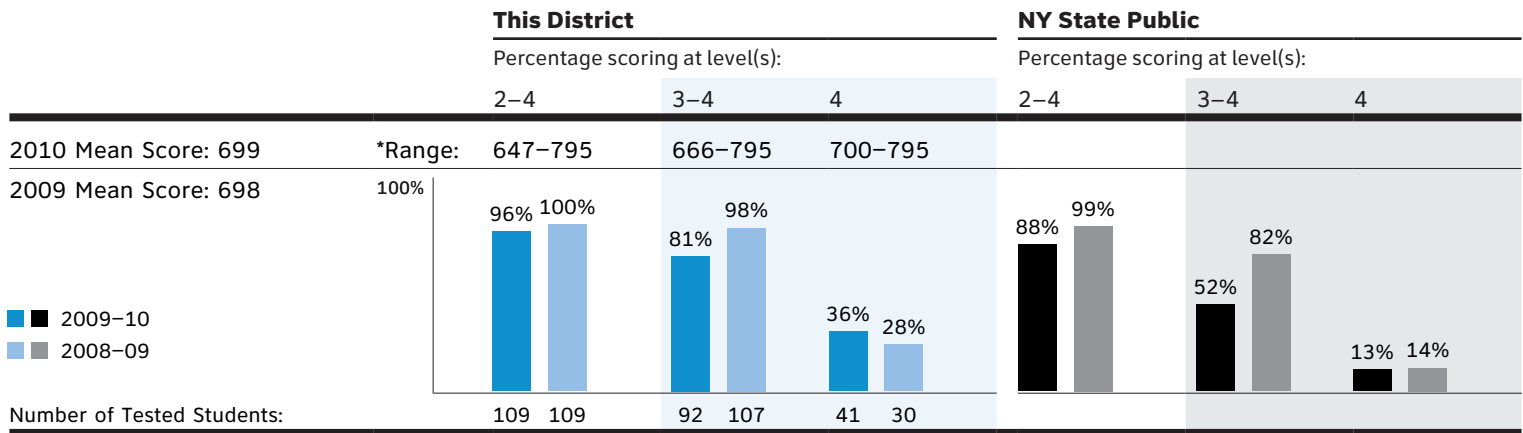 This District NY State Public
Percentage scoring at level(s): Percentage scoring at level(s):
2–4 3–4 4 2–4 3–4 4
2010 Mean Score: 699 *Range: 647–795 666–795 700–795
2009 Mean Score: 698 100%
96% 100% 81% 98% 36% 28% 88% 99% 52% 82% 13% 14%
2009–10
2008–09
Number of Tested Students: 109 109 92 107 41 30